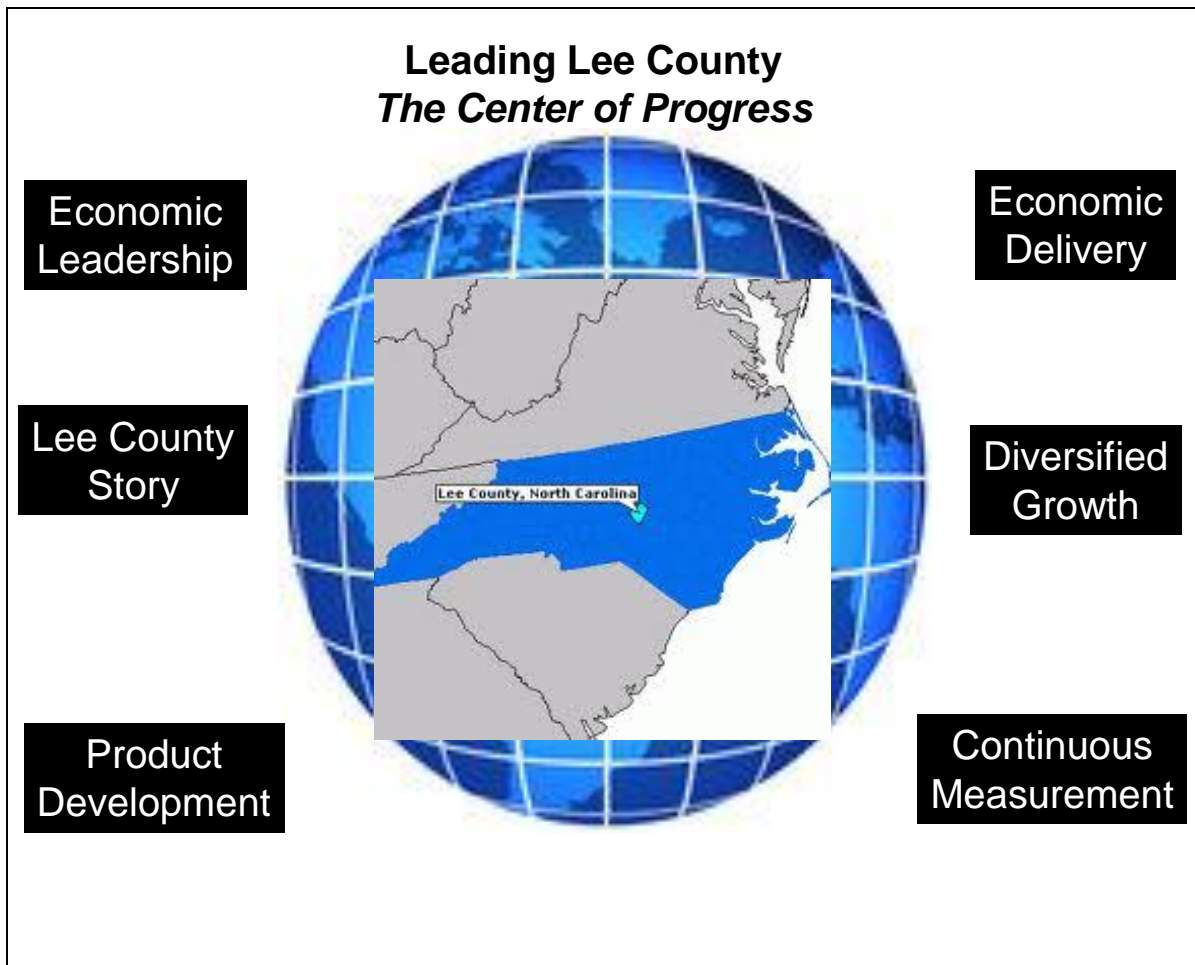 Leading Lee County
The Center of Progress
Economic
Leadership
Lee County
Story
Product
Development
Lee County, North Carolina
Economic
Delivery
Diversified
Growth
Continuous
Measurement